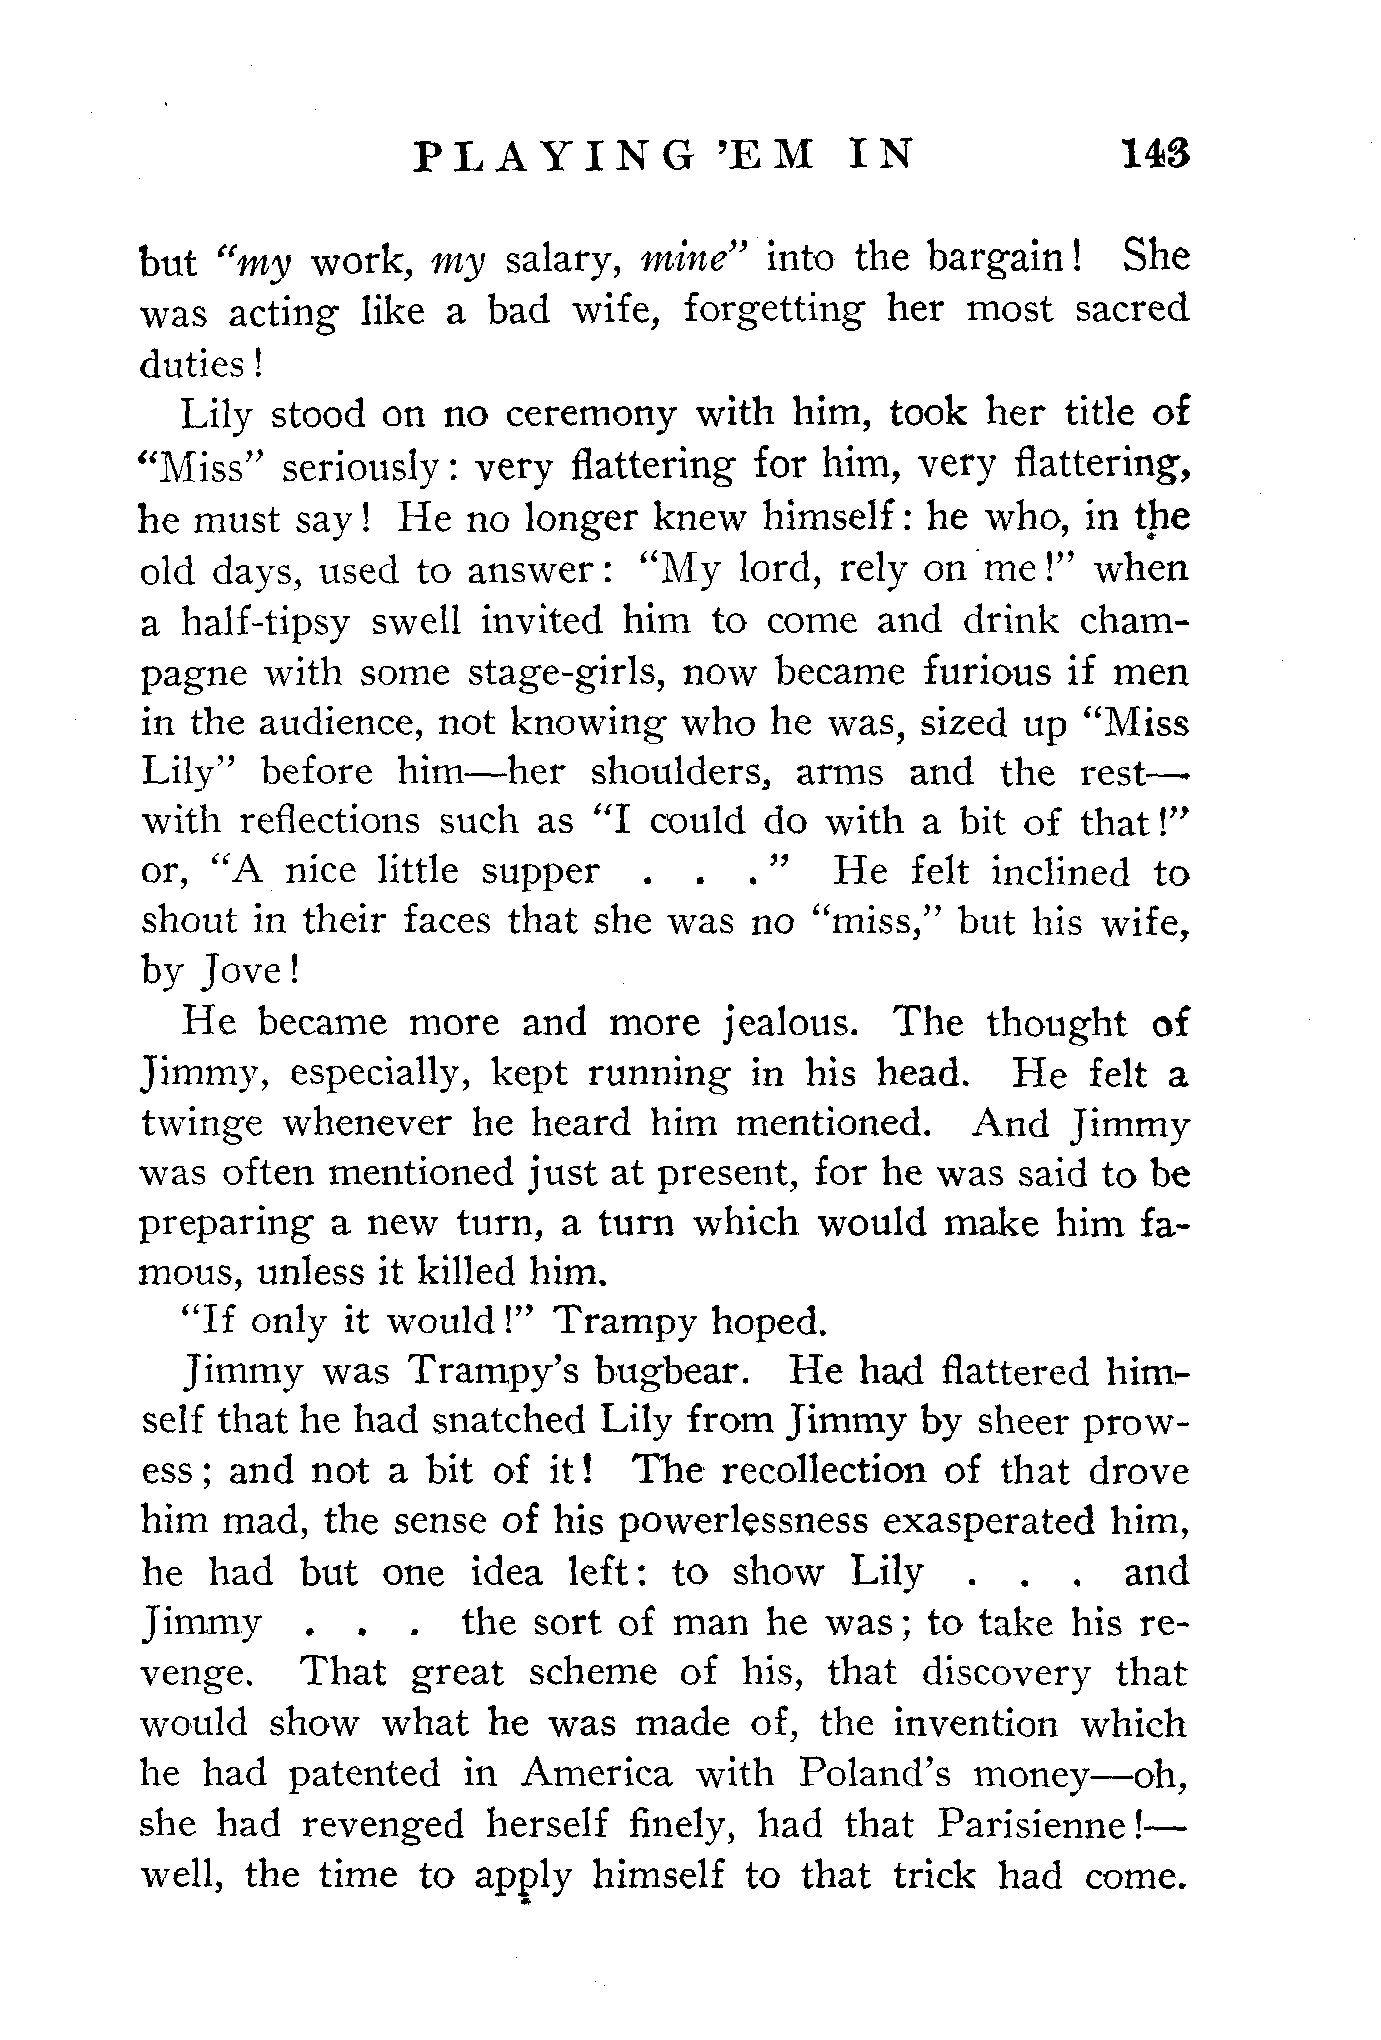 PLAYING 'EM IN 143
but "my work, my salary, mine" into the bargain! She
was acting like a bad wife, forgetting her most sacred
duties!
Lily stood on no ceremony with him, took her title of
"Miss" seriously: very flattering for him, very flattering,
he must say! He no longer knew himself: he who, in the
old days, used to answer: "My lord, rely on me!" when
a half-tipsy swell invited him to come and drink cham-
pagne with some stage-girls, now became furious if men
in the audience, not knowing who he was, sized up "Miss
Lily" before him—her shoulders, arms and the rest—
with reflections such as "I could do with a bit of that!"
or, "A nice little supper . . ." He felt inclined to
shout in their faces that she was no "miss," but his wife,
by Jove!
He became more and more jealous. The thought of
Jimmy, especially, kept running in his head. He felt a
twinge whenever he heard him mentioned. And Jimmy
was often mentioned just at present, for he was said to be
preparing a new turn, a turn which would make him fa-
mous, unless it killed him.
"If only it would!" Trampy hoped.
Jimmy was Trampy's bugbear. He had flattered him-
self that he had snatched Lily from Jimmy by sheer prow-
ess; and not a bit of it! The recollection of that drove
him mad, the sense of his powerlessness exasperated him,
he had but one idea left: to show Lily . . . and
Jimmy . . . the sort of man he was; to take his re-
venge. That great scheme of his, that discovery that
would show what he was made of, the invention which
he had patented in America with Poland's money—oh,
she had revenged herself finely, had that Parisienne!—
well, the time to apply himself to that trick had come.